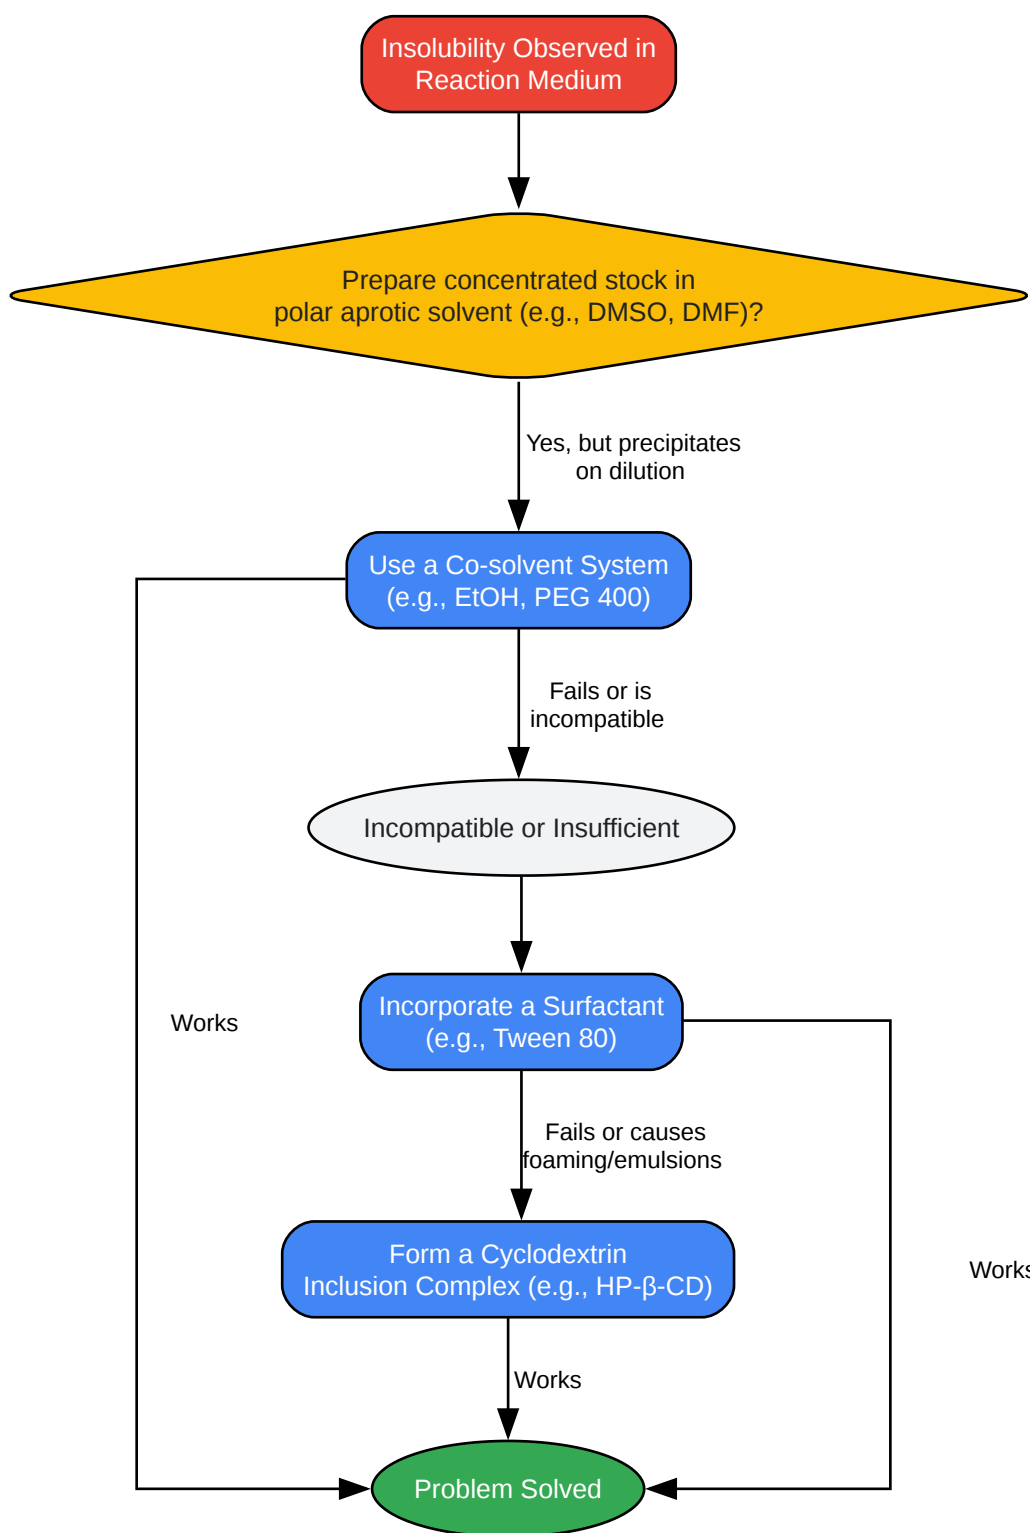 Insolubility Observed in
Reaction Medium
Prepare concentrated stock in
polar aprotic solvent (e.g., DMSO, DMF)?
Yes, but precipitates
on dilution
Use a Co-solvent System
(e.g., EtOH, PEG 400)
Fails or is
incompatible
Incompatible or Insufficient
Incorporate a Surfactant
(e.g., Tween 80)
Works
Fails or causes
foaming/emulsions
Form a Cyclodextrin
Inclusion Complex (e.g., HP-β-CD)
Works
Works
Problem Solved